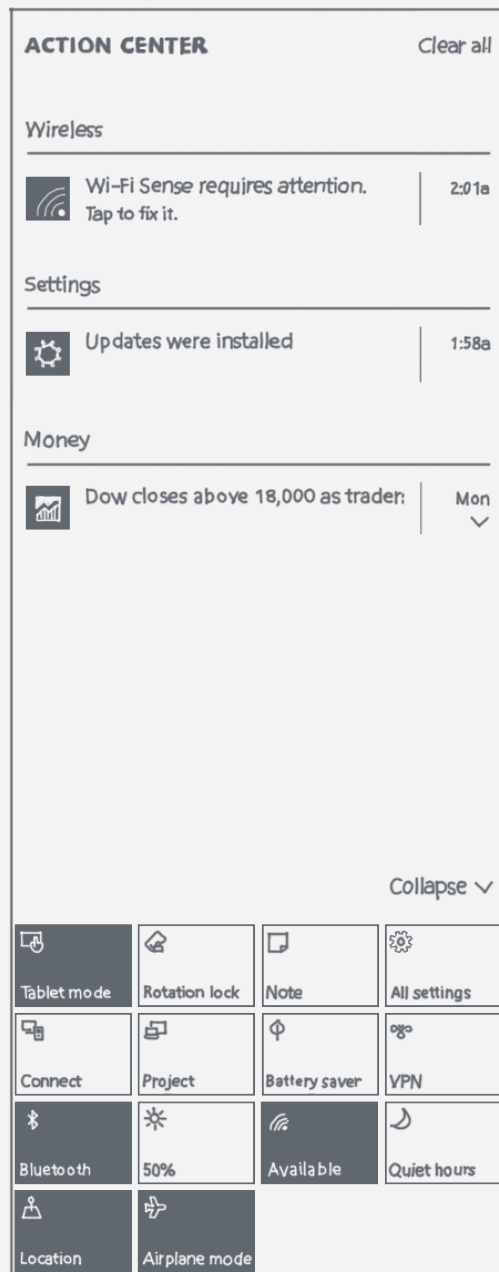 ACTION CENTER Clear all
Wireless
Wi-Fi Sense requires attention. 2:01a
Tap to fix it.
Settings
Updates were installed 1:58a
Money
Dow closes above 18,000 as trader Mon
Collapse
Tablet mode Rotation lock Note All settings
Connect Project Battery saver VPN
Bluetooth 50% Available Quiet hours
Location Airplane mode